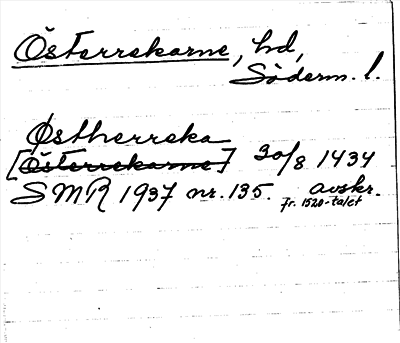 Österrekarne, hd,
Söderm. l.
Østherreka
[Österrekarne] 30/8 1434
SMR 1937 nr. 135. avskr.
fr. 1520-talet